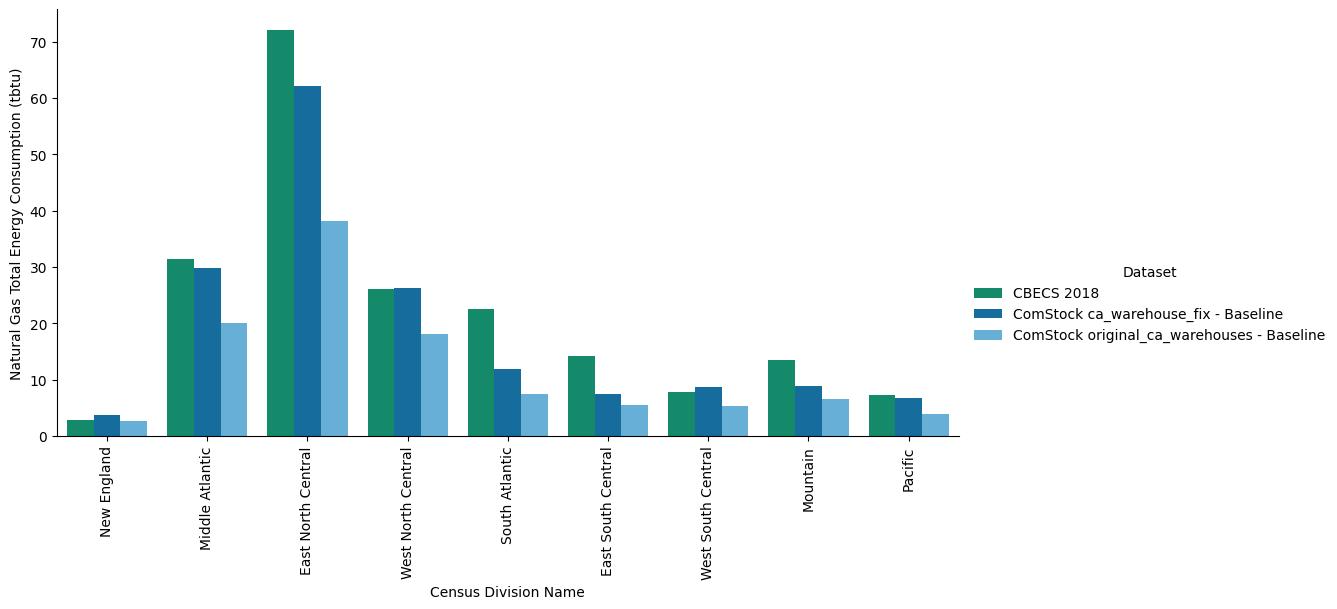 Natural Gas Total Energy Consumption (tbtu)
70
60
50
40
30
20
10
0
New England
Middle Atlantic
East North Central
West North Central
South Atlantic
East South Central
West South Central
Mountain
Pacific
Census Division Name
Dataset
CBECS 2018
ComStock ca_warehouse_fix - Baseline
ComStock original_ca_warehouses - Baseline